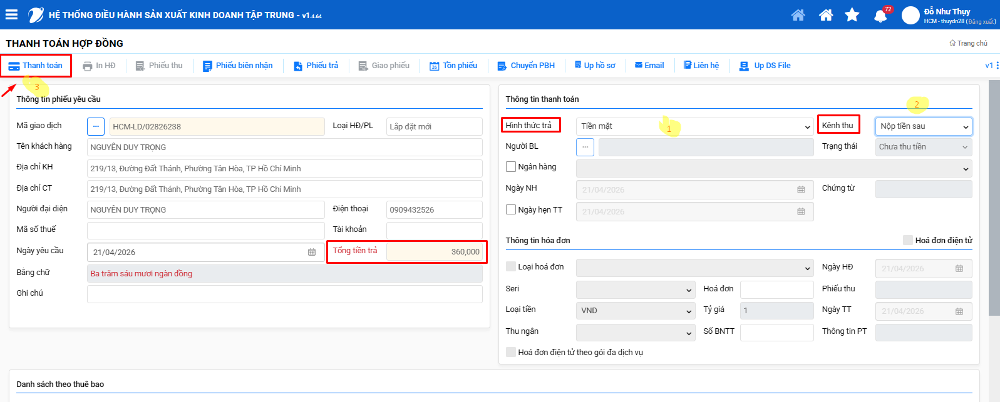 HỆ THỐNG ĐIỀU HÀNH SẢN XUẤT KINH DOANH TẬP TRUNG - v1.4.64
72
Đỗ Như Thụy
HCM - thuydn28 (Đăng xuất)
THANH TOÁN HỢP ĐỒNG
Trang chủ
Thanh toán
In HĐ
Phiếu thu
Phiếu biên nhận
Phiếu trả
Giao phiếu
26
Tồn phiếu
Chuyển PBH
Up hồ sơ
Email
Liên hệ
Up DS File
v1
3
Thông tin phiếu yêu cầu
Mã giao dịch
...
HCM-LD/02826238
Loại HĐ/PL
Lắp đặt mới
Tên khách hàng
NGUYỄN DUY TRỌNG
Địa chỉ KH
219/13, Đường Đất Thánh, Phường Tân Hòa, TP Hồ Chí Minh
Địa chỉ CT
219/13, Đường Đất Thánh, Phường Tân Hòa, TP Hồ Chí Minh
Người đại diện
NGUYỄN DUY TRỌNG
Điện thoại
0909432526
Mã số thuế
Tài khoản
Ngày yêu cầu
21/04/2026
Tổng tiền trả
360,000
Bằng chữ
Ba trăm sáu mươi ngàn đồng
Ghi chú
Thông tin thanh toán
2
Hình thức trả
Tiền mặt
1
Kênh thu
Nộp tiền sau
Người BL
...
Trạng thái
Chưa thu tiền
Ngân hàng
Ngày NH
21/04/2026
Chứng từ
Ngày hẹn TT
21/04/2026
Thông tin hóa đơn
Hoá đơn điện tử
Loại hoá đơn
Ngày HĐ
21/04/2026
Seri
Hoá đơn
Phiếu thu
Loại tiền
VND
Tỷ giá
1
Ngày TT
21/04/2026
Thu ngân
Số BNTT
Thông tin PT
Hoá đơn điện tử theo gói đa dịch vụ
Danh sách theo thuê bao